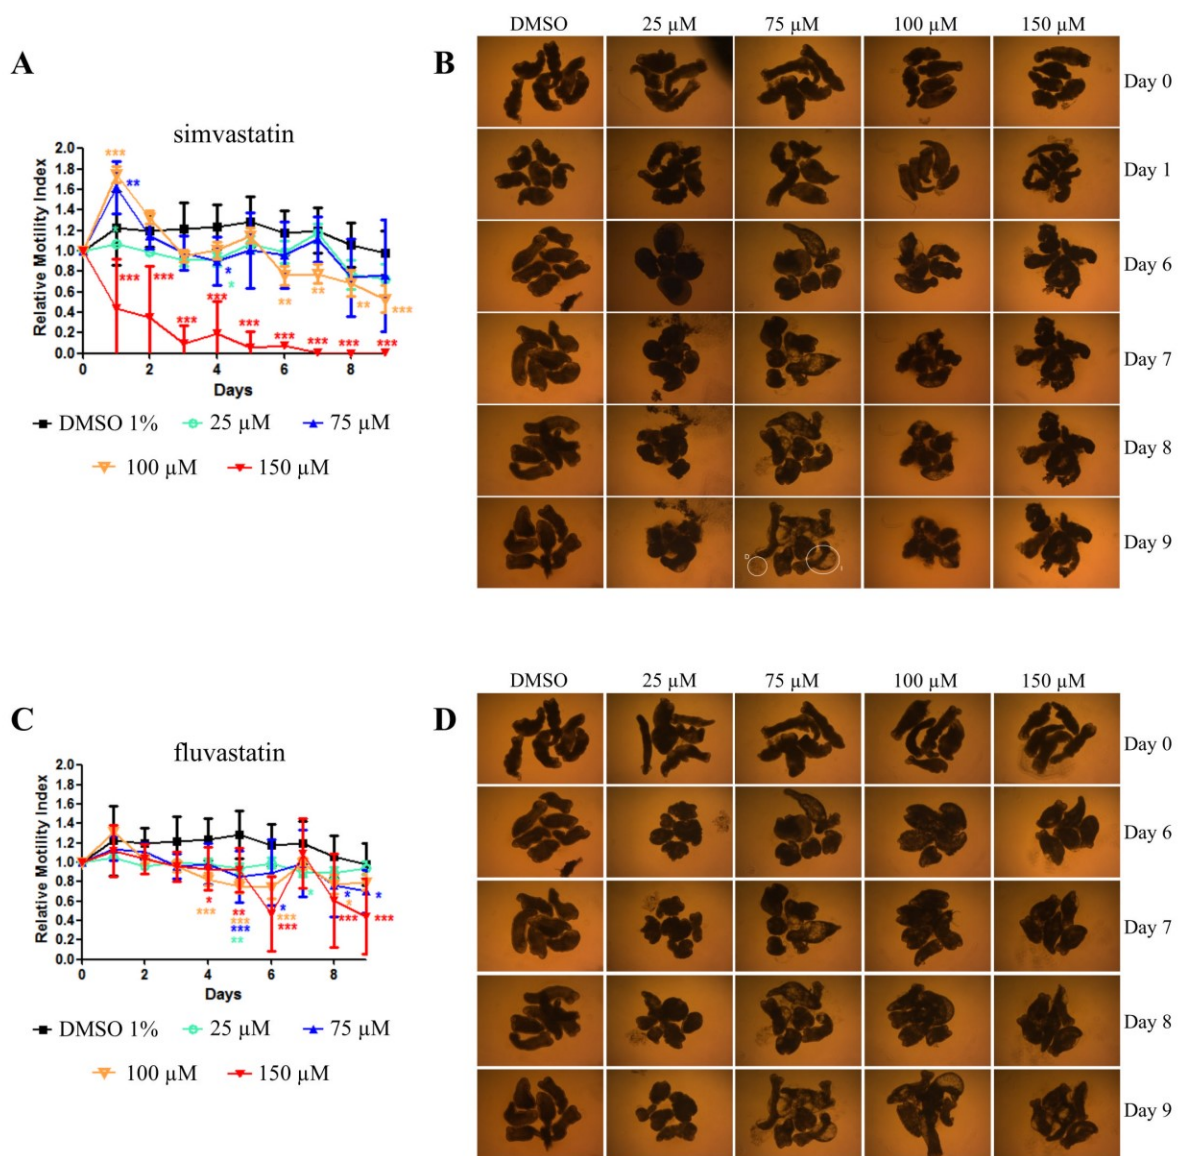 A
simvastatin
Relative Motility Index
2.0
1.8
1.6
1.4
1.2
1.0
0.8
0.6
0.4
0.2
0.0
0 2 4 6 8
Days
DMSO 1% 25 µM 75 µM
100 µM 150 µM
*** ** *** *** *** * * *** *** ** *** ** *** ** *** *** ***
B
DMSO 25 µM 75 µM 100 µM 150 µM
Day 0
Day 1
Day 6
Day 7
Day 8
Day 9
D I
C
fluvastatin
Relative Motility Index
2.0
1.8
1.6
1.4
1.2
1.0
0.8
0.6
0.4
0.2
0.0
0 2 4 6 8
Days
DMSO 1% 25 µM 75 µM
100 µM 150 µM
* *** ** *** *** ** * *** *** * * * *** * ***
D
DMSO 25 µM 75 µM 100 µM 150 µM
Day 0
Day 6
Day 7
Day 8
Day 9